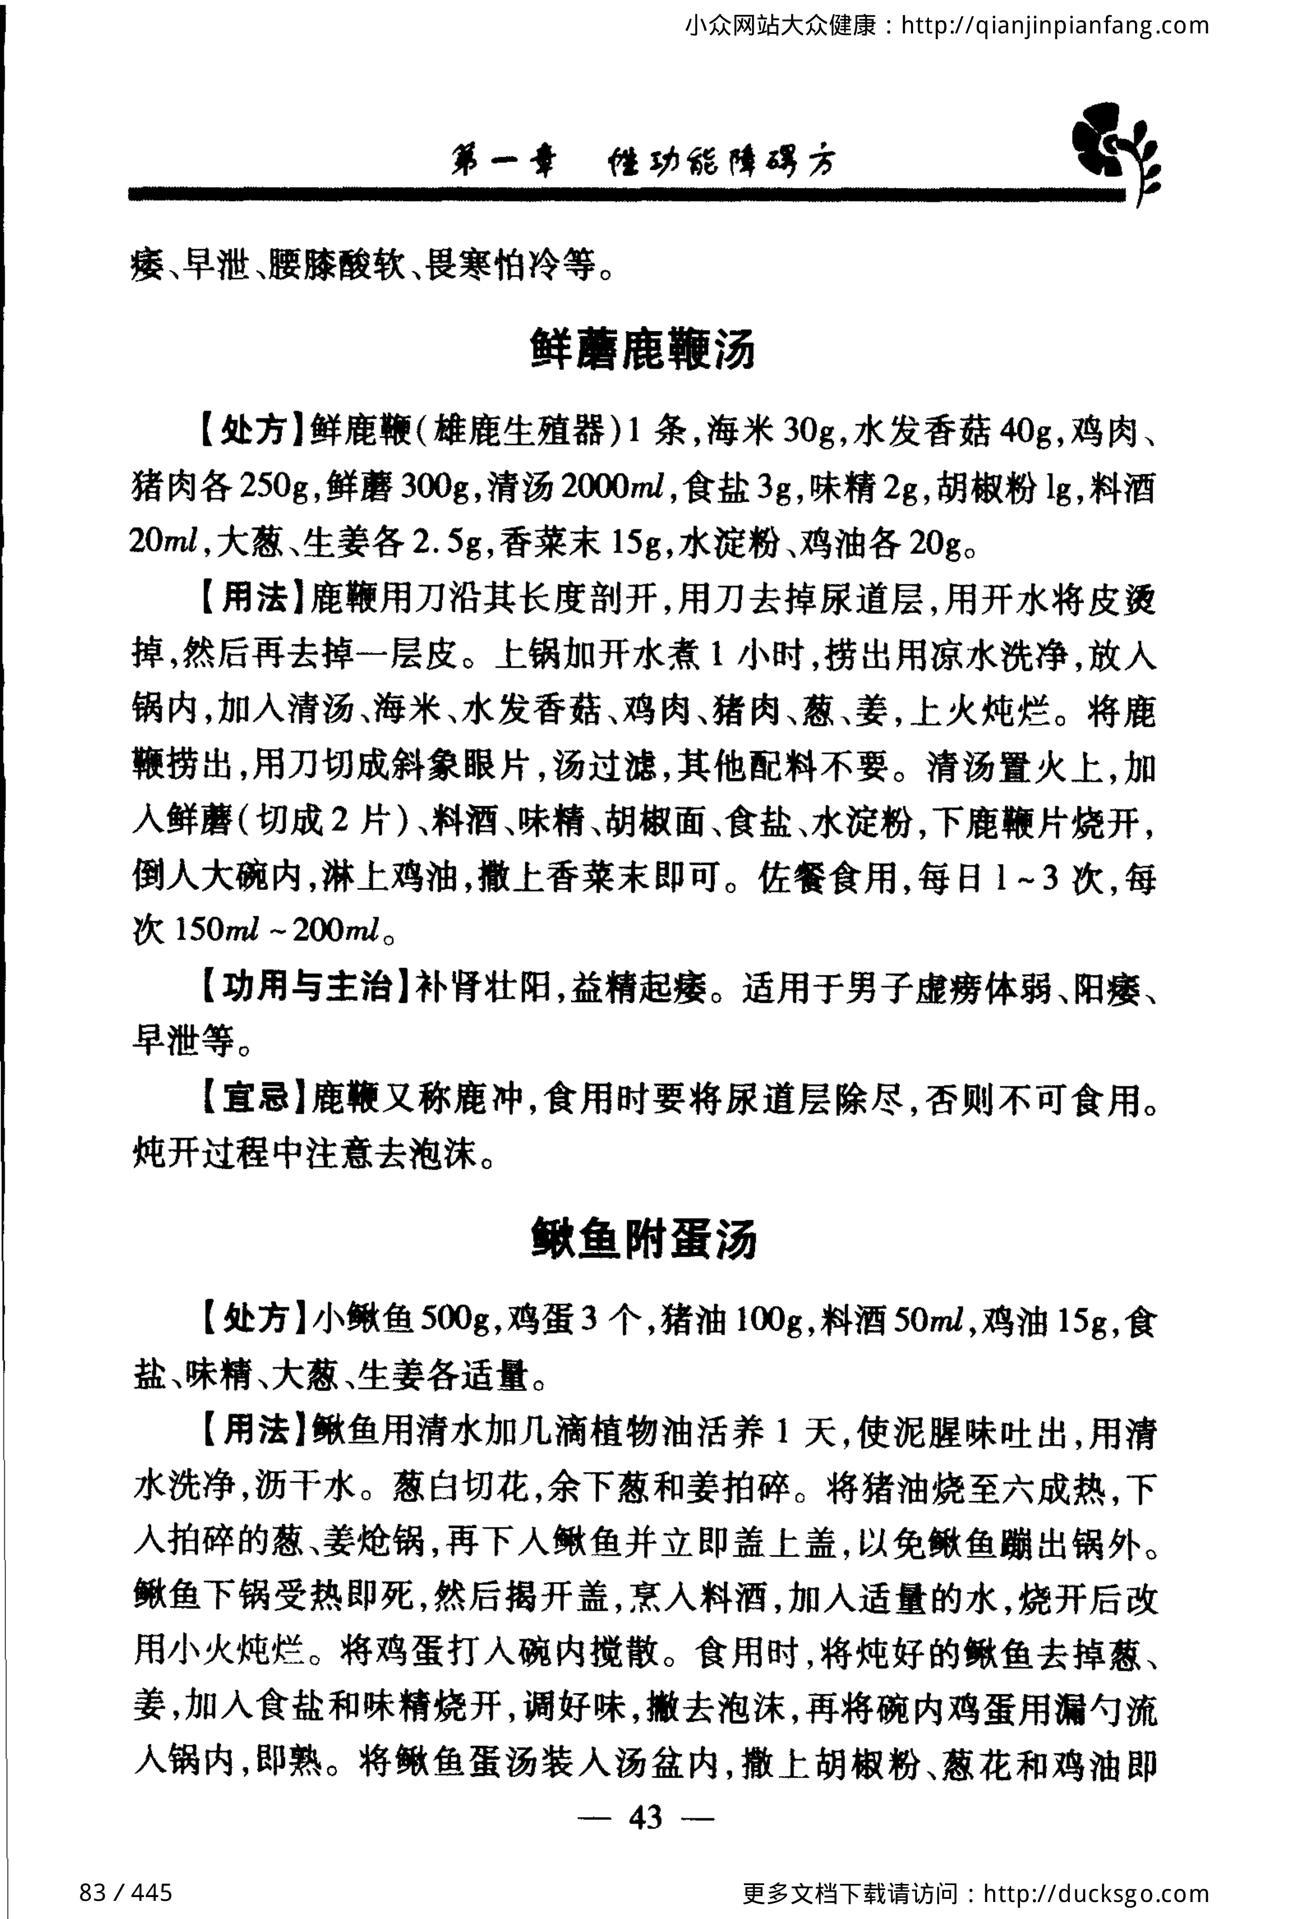 小众网站大众健康：http://qianjinpianfang.com
第一章 性功能障碍方
痿、早泄、腰膝酸软、畏寒怕冷等。
鲜蘑鹿鞭汤
【处方】鲜鹿鞭(雄鹿生殖器)1 条,海米 30g,水发香菇 40g,鸡肉、
猪肉各 250g,鲜蘑 300g,清汤 2000ml,食盐 3g,味精 2g,胡椒粉 1g,料酒
20ml,大葱、生姜各 2.5g,香菜末 15g,水淀粉、鸡油各 20g。
【用法】鹿鞭用刀沿其长度剖开,用刀去掉尿道层,用开水将皮烫
掉,然后再去掉一层皮。上锅加开水煮 1 小时,捞出用凉水洗净,放入
锅内,加入清汤、海米、水发香菇、鸡肉、猪肉、葱、姜,上火炖烂。将鹿
鞭捞出,用刀切成斜象眼片,汤过滤,其他配料不要。清汤置火上,加
入鲜蘑(切成 2 片)、料酒、味精、胡椒面、食盐、水淀粉,下鹿鞭片烧开,
倒入大碗内,淋上鸡油,撒上香菜末即可。佐餐食用,每日 1~3 次,每
次 150ml~200ml。
【功用与主治】补肾壮阳,益精起痿。适用于男子虚痨体弱、阳痿、
早泄等。
【宜忌】鹿鞭又称鹿冲,食用时要将尿道层除尽,否则不可食用。
炖开过程中注意去泡沫。
鳅鱼附蛋汤
【处方】小鳅鱼 500g,鸡蛋 3 个,猪油 100g,料酒 50ml,鸡油 15g,食
盐、味精、大葱、生姜各适量。
【用法】鳅鱼用清水加几滴植物油活养 1 天,使泥腥味吐出,用清
水洗净,沥干水。葱白切花,余下葱和姜拍碎。将猪油烧至六成热,下
入拍碎的葱、姜炝锅,再下入鳅鱼并立即盖上盖,以免鳅鱼蹦出锅外。
鳅鱼下锅受热即死,然后揭开盖,烹入料酒,加入适量的水,烧开后改
用小火炖烂。将鸡蛋打入碗内搅散。食用时,将炖好的鳅鱼去掉葱、
姜,加入食盐和味精烧开,调好味,撇去泡沫,再将碗内鸡蛋用漏勺流
入锅内,即熟。将鳅鱼蛋汤装入汤盆内,撒上胡椒粉、葱花和鸡油即
— 43 —
83 / 445
更多文档下载请访问：http://ducksgo.com